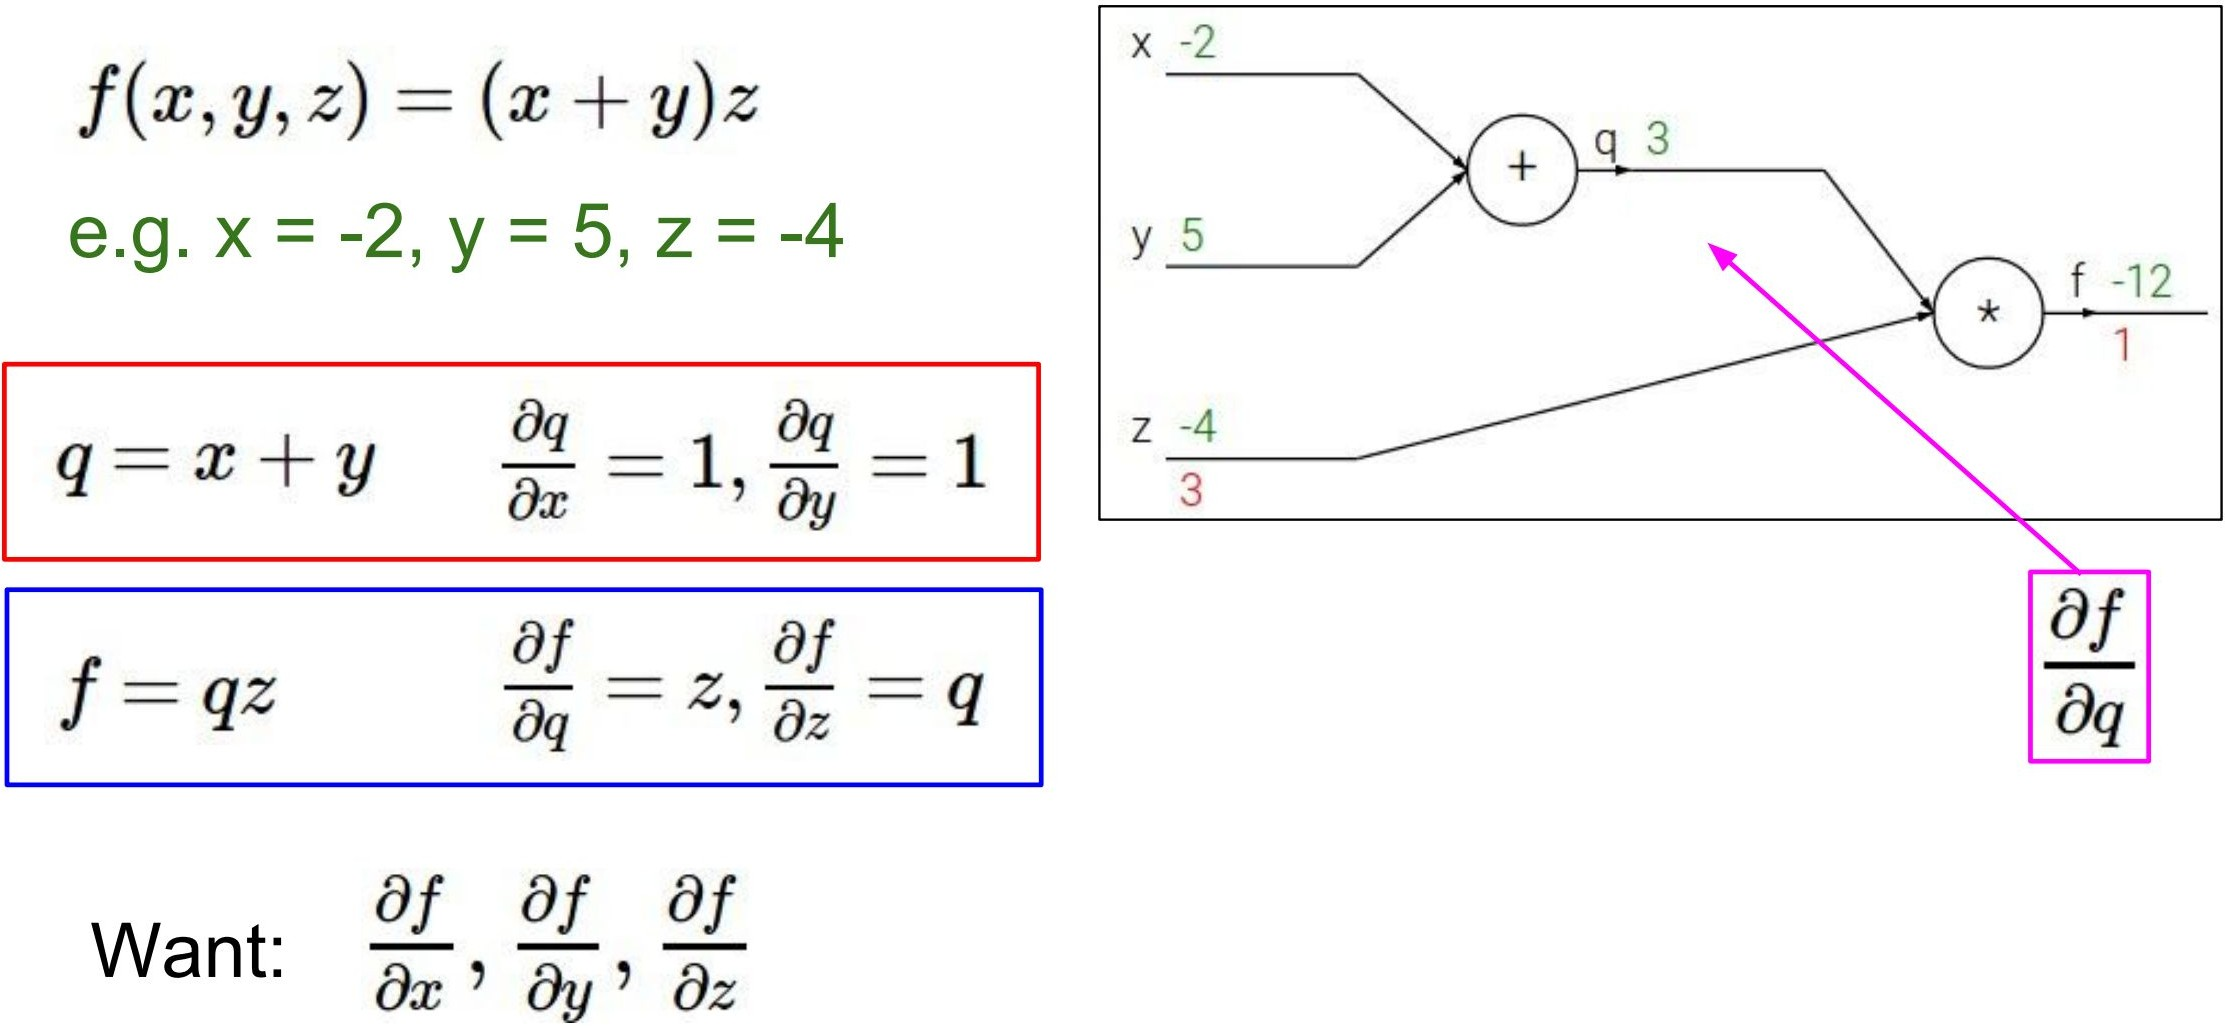 f(x, y, z) = (x + y)z
e.g. x = -2, y = 5, z = -4
q = x + y ∂q/∂x = 1, ∂q/∂y = 1
f = qz ∂f/∂q = z, ∂f/∂z = q
Want: ∂f/∂x, ∂f/∂y, ∂f/∂z
x -2
+
q 3
y 5
*
f -12
1
z -4
3
∂f/∂q